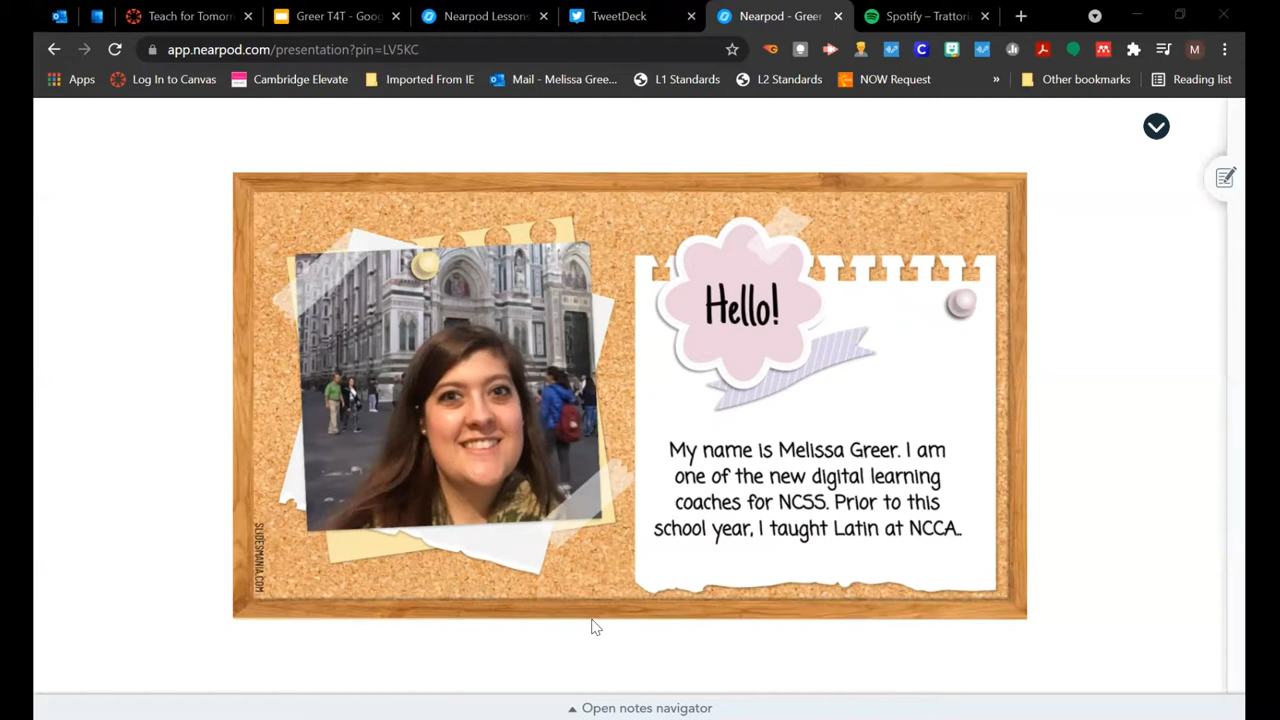 Teach for Tomorr
Greer T4T - Goog
Nearpod Lessons
TweetDeck
Nearpod - Greer
Spotify – Trattoria
app.nearpod.com/presentation?pin=LV5KC
M
Apps
Log In to Canvas
Cambridge Elevate
Imported From IE
Mail - Melissa Gree...
L1 Standards
L2 Standards
NOW Request
»
Other bookmarks
Reading list
Hello!
My name is Melissa Greer. I am
one of the new digital learning
coaches for NCSS. Prior to this
school year, I taught Latin at NCCA..
SLIDESMANIA.COM
Open notes navigator